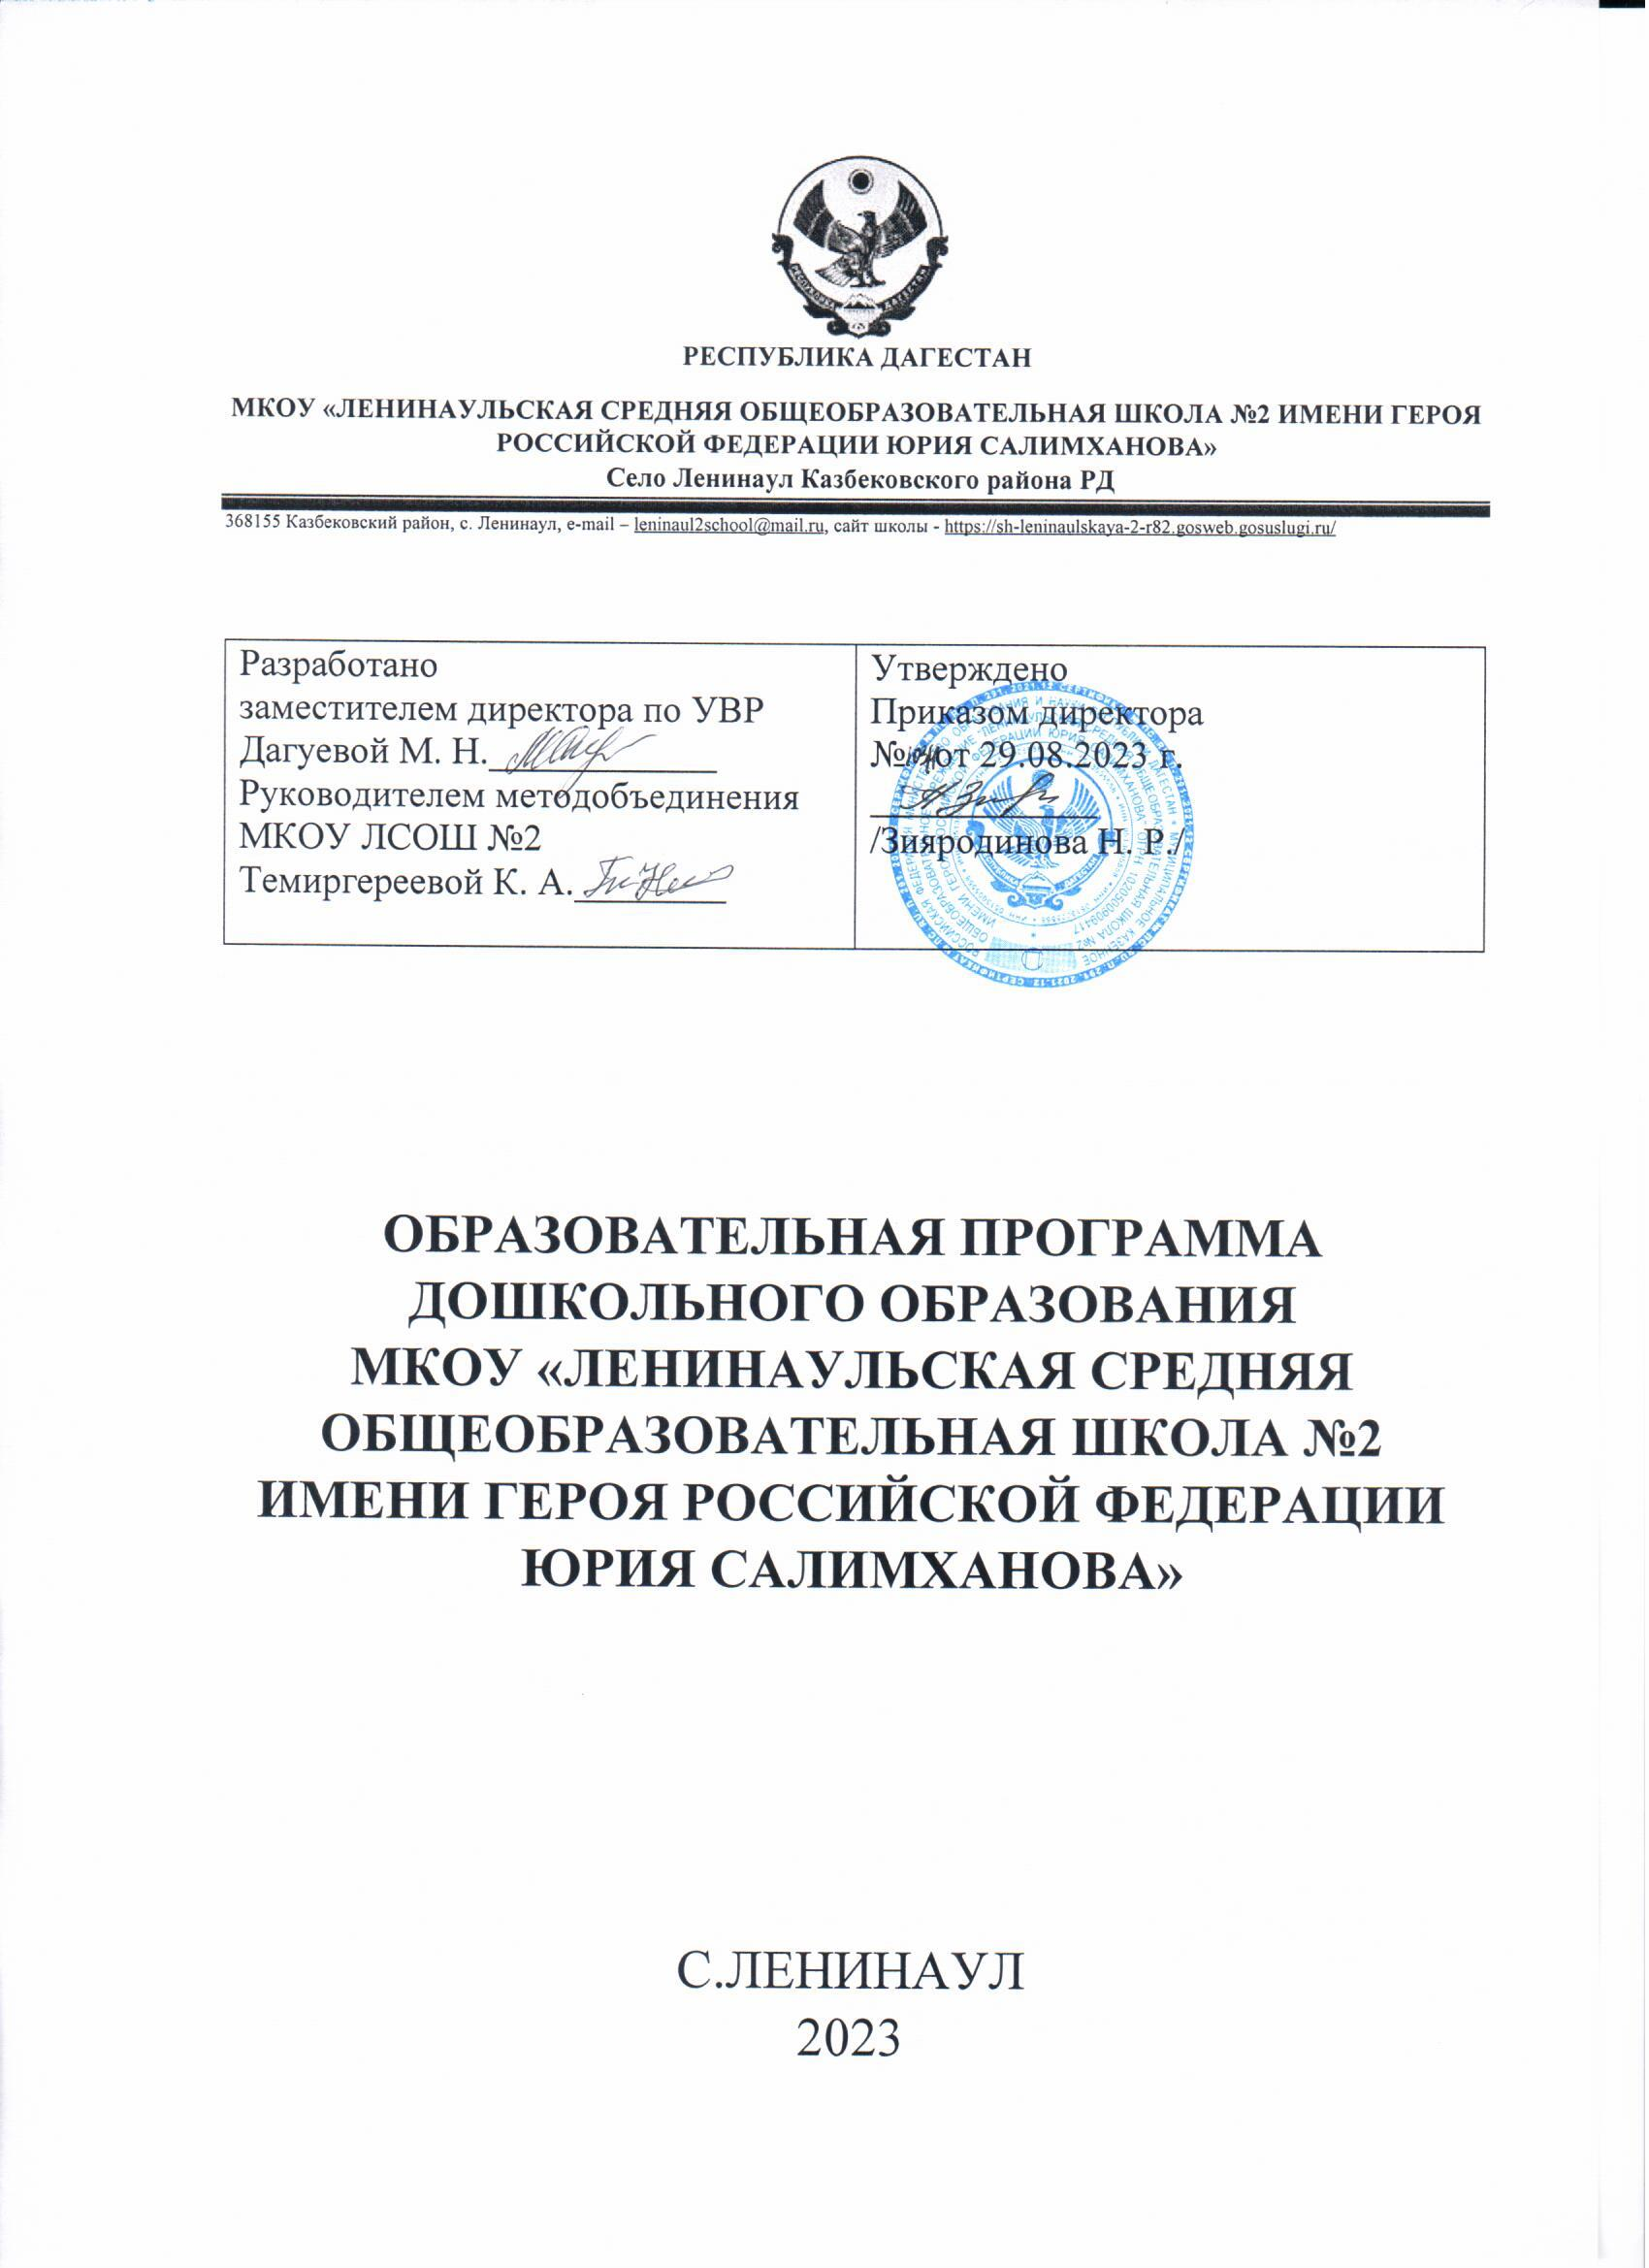 РЕСПУБЛИКА ДАГЕСТАН
МКОУ «ЛЕНИНАУЛЬСКАЯ СРЕДНЯЯ ОБЩЕОБРАЗОВАТЕЛЬНАЯ ШКОЛА №2 ИМЕНИ ГЕРОЯ
РОССИЙСКОЙ ФЕДЕРАЦИИ ЮРИЯ САЛИМХАНОВА»
Село Ленинаул Казбековского района РД
368155 Казбековский район, с. Ленинаул, e-mail – leninaul2school@mail.ru, сайт школы - https://sh-leninaulskaya-2-r82.gosweb.gosuslugi.ru/
Разработано
заместителем директора по УВР
Дагуевой М. Н.
Руководителем методобъединения
МКОУ ЛСОШ №2
Темиргереевой К. А.
Утверждено
Приказом директора
№ от 29.08.2023 г.
/Зияродинова Н. Р./
ОБРАЗОВАТЕЛЬНАЯ ПРОГРАММА
ДОШКОЛЬНОГО ОБРАЗОВАНИЯ
МКОУ «ЛЕНИНАУЛЬСКАЯ СРЕДНЯЯ
ОБЩЕОБРАЗОВАТЕЛЬНАЯ ШКОЛА №2
ИМЕНИ ГЕРОЯ РОССИЙСКОЙ ФЕДЕРАЦИИ
ЮРИЯ САЛИМХАНОВА»
С.ЛЕНИНАУЛ
2023